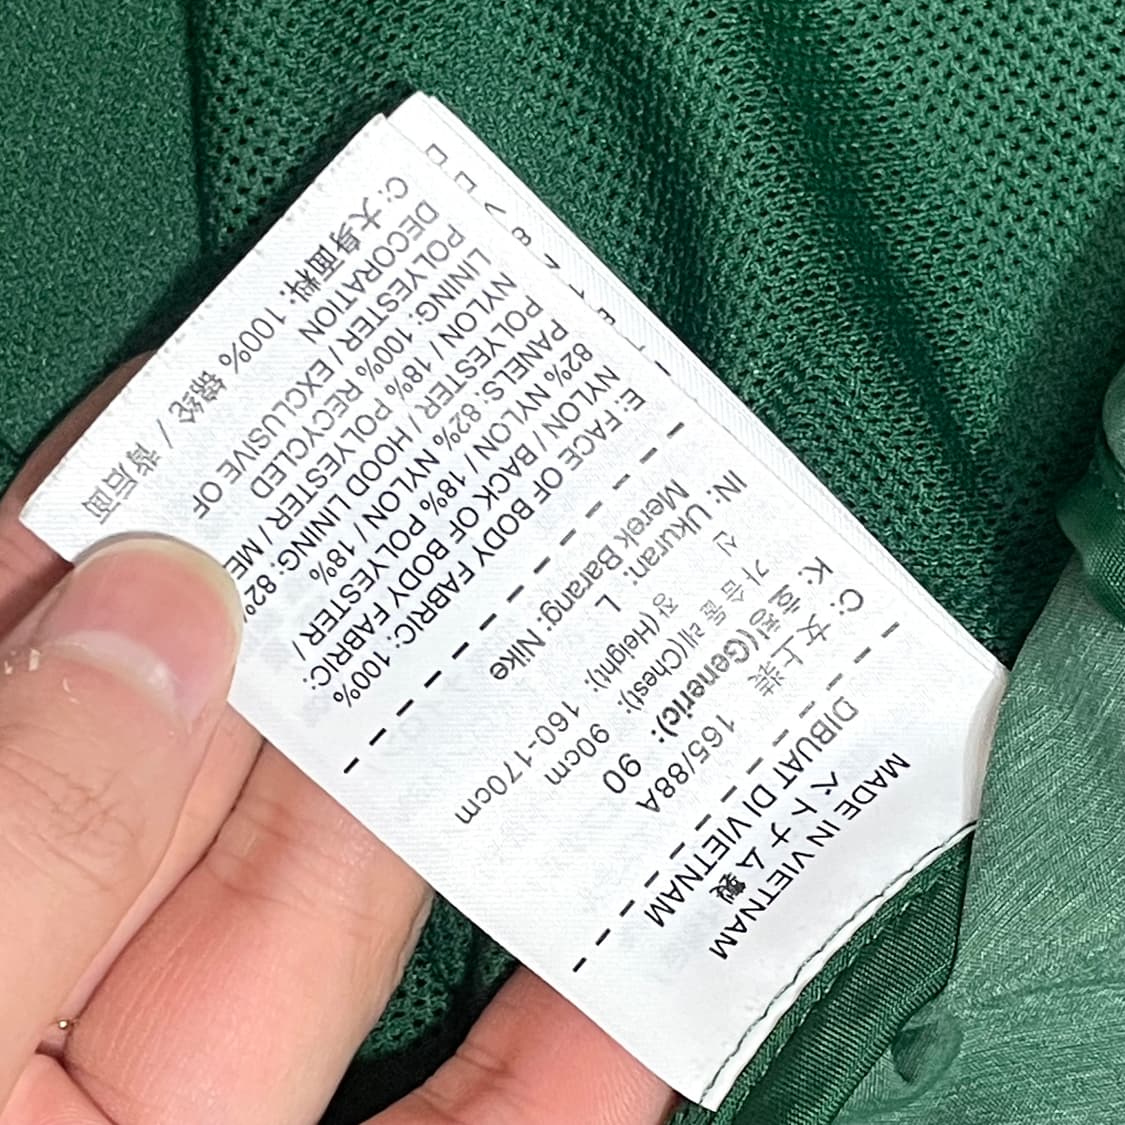 MADE IN VIETNAM
ベトナム製
DIBUAT DI VIETNAM
C: 女上装 165/88A
K: 호칭(Generic): 90
가슴둘레(Chest): 90cm
신 장(Height): 160-170cm
IN: Ukuran: L
Merek Barang: Nike
E: FACE OF BODY FABRIC: 100%
NYLON / BACK OF BODY FABRIC:
82% NYLON / 18% POLYESTER /
PANELS: 82% NYLON / 18%
POLYESTER / HOOD LINING: 82%
NYLON / 18% POLYESTER / ME
LINING: 100% RECYCLED
POLYESTER / EXCLUSIVE OF
DECORATION
C: 大身面料: 100% 锦纶 / 背后面